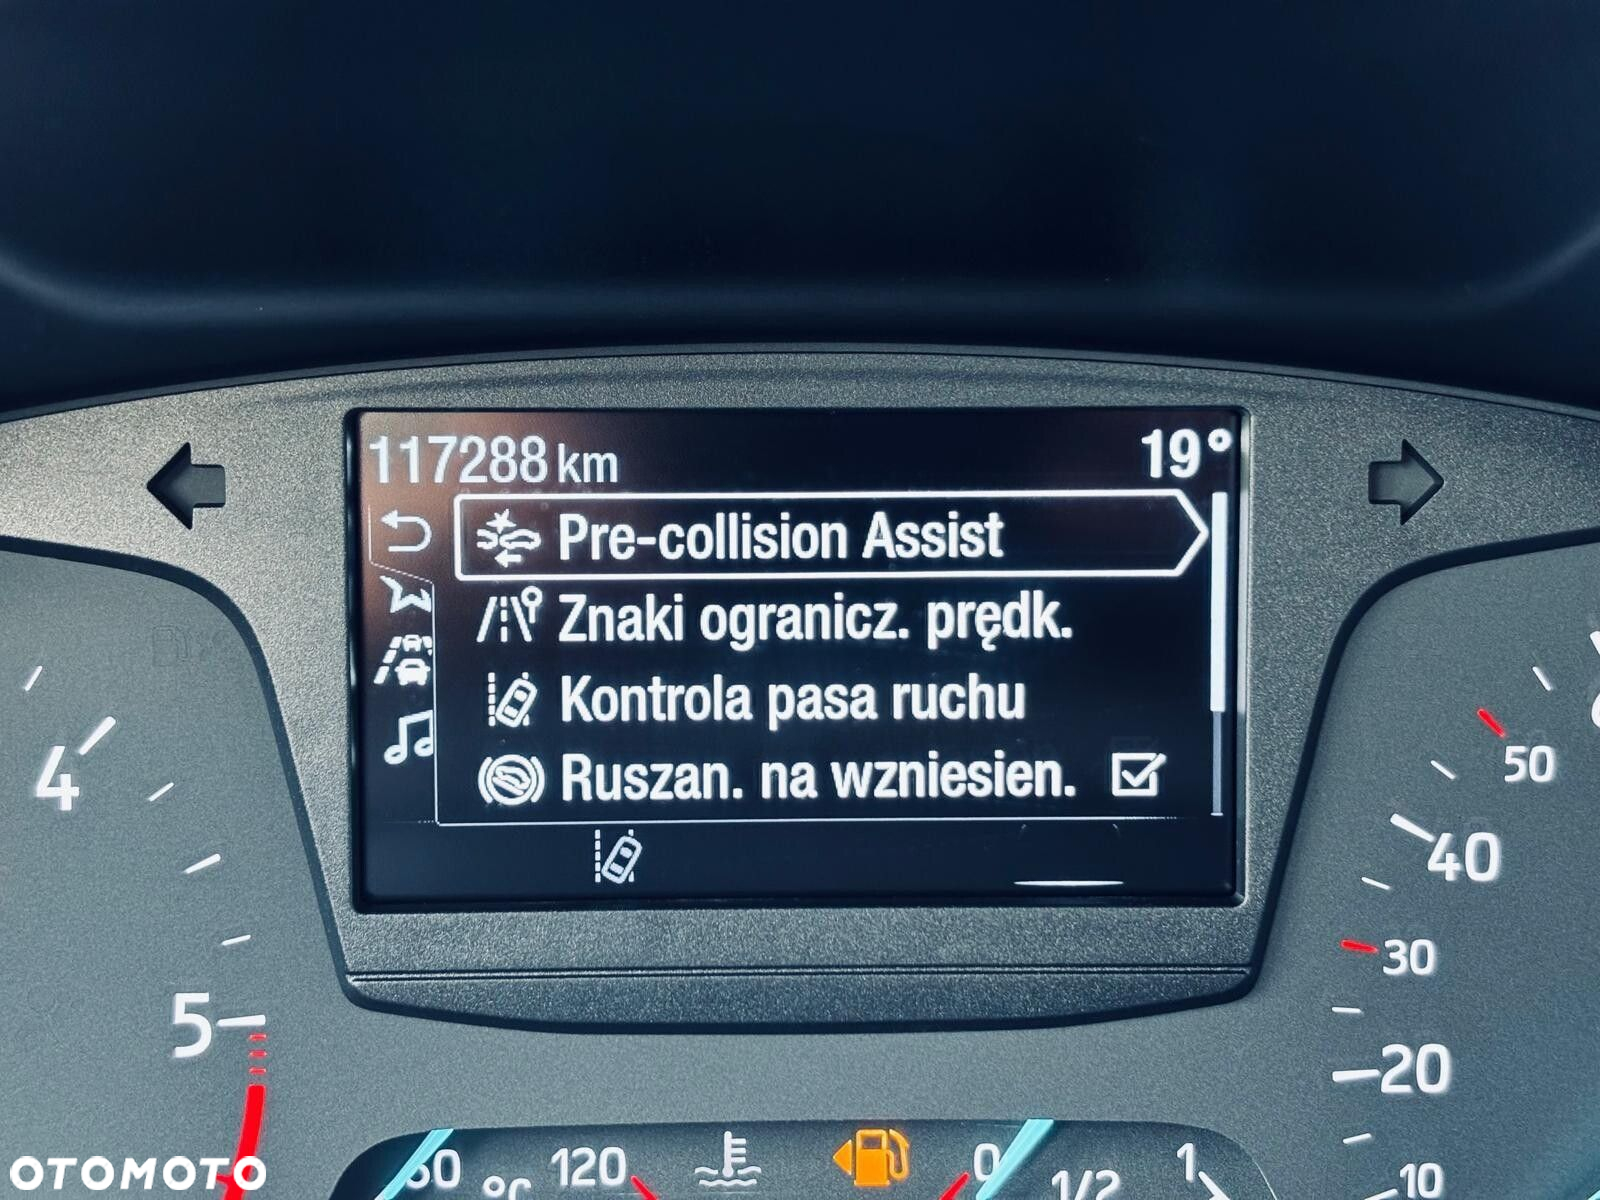 117288 km 19°
Pre-collision Assist
Znaki ogranicz. prędk.
Kontrola pasa ruchu
Ruszan. na wzniesien.
4
5
50
40
30
20
10
60 °C 120
0 1/2 1
OTOMOTO